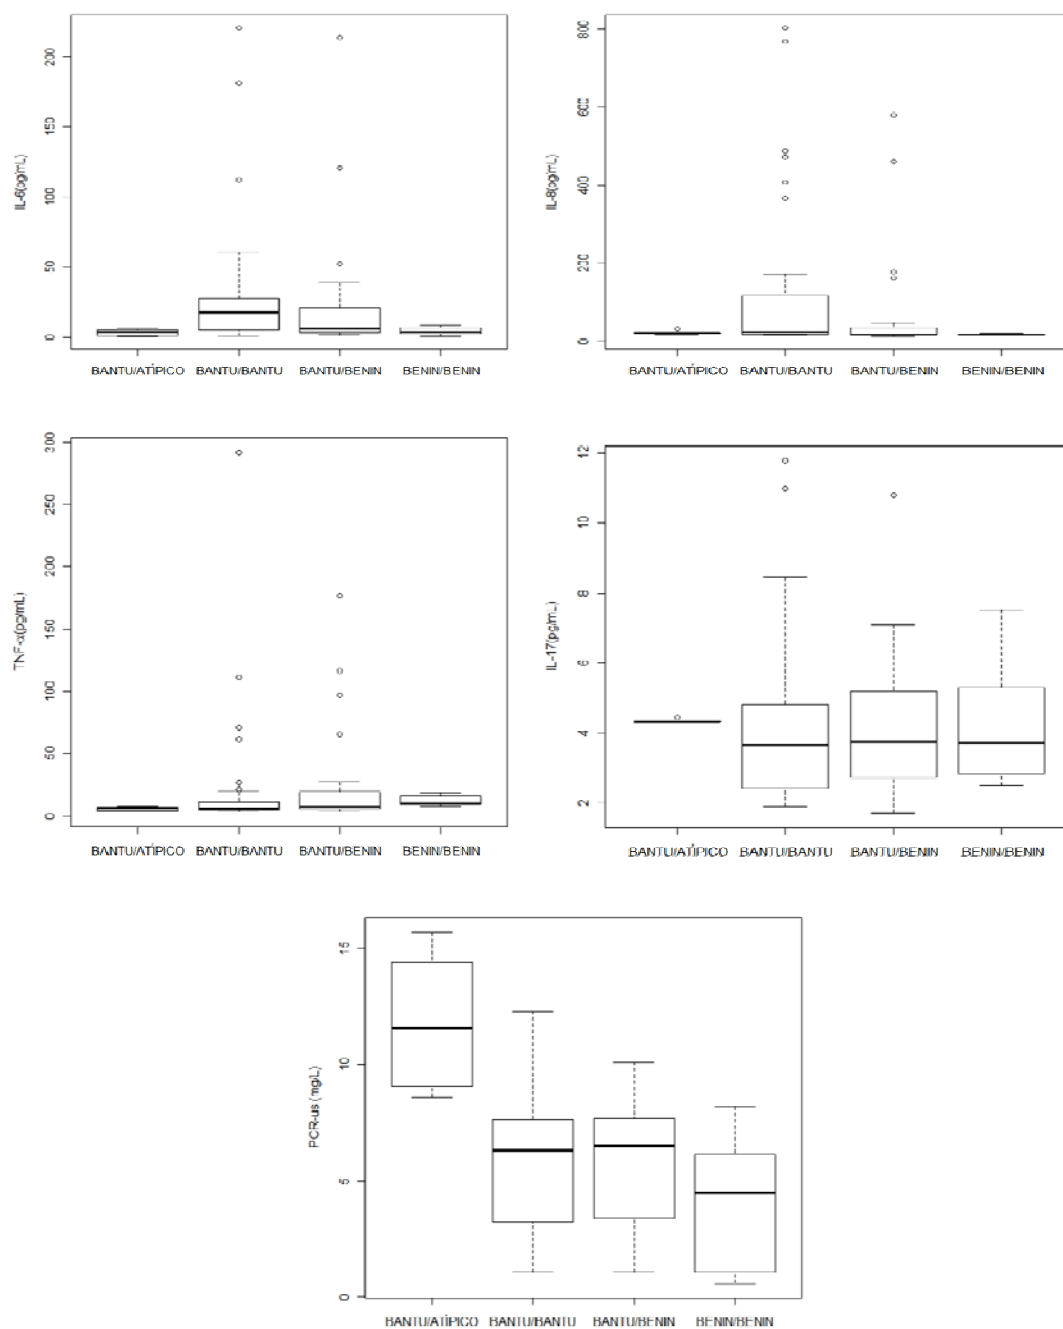 IL-6(pg/mL)
200
150
100
50
0
BANTU/ATÍPICO BANTU/BANTU BANTU/BENIN BENIN/BENIN
IL-8(pg/mL)
800
600
400
200
0
BANTU/ATÍPICO BANTU/BANTU BANTU/BENIN BENIN/BENIN
TNF-α(pg/mL)
300
250
200
150
100
50
0
BANTU/ATÍPICO BANTU/BANTU BANTU/BENIN BENIN/BENIN
IL-17(pg/mL)
12
10
8
6
4
2
BANTU/ATÍPICO BANTU/BANTU BANTU/BENIN BENIN/BENIN
PCR-us (mg/L)
15
10
5
0
BANTU/ATÍPICO BANTU/BANTU BANTU/BENIN BENIN/BENIN